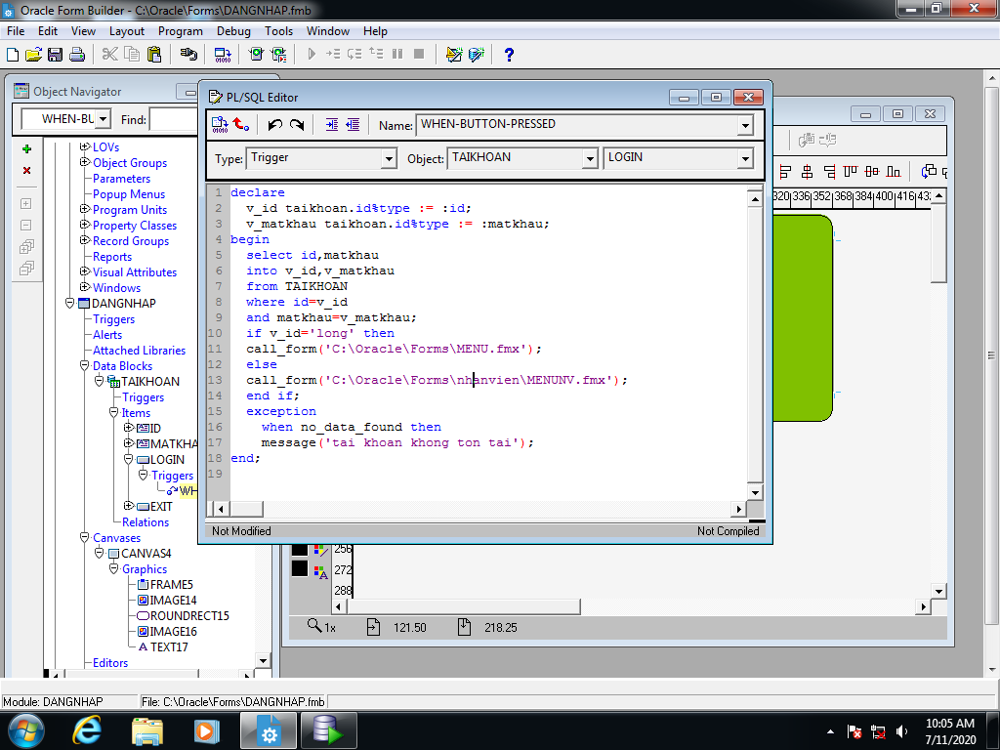 Oracle Form Builder - C:\Oracle\Forms\DANGNHAP.fmb
File Edit View Layout Program Debug Tools Window Help
Object Navigator
WHEN-BU
Find:
LOVs
Object Groups
Parameters
Popup Menus
Program Units
Property Classes
Record Groups
Reports
Visual Attributes
Windows
DANGNHAP
Triggers
Alerts
Attached Libraries
Data Blocks
TAIKHOAN
Triggers
Items
ID
MATKHA
LOGIN
Triggers
WH
EXIT
Relations
Canvases
CANVAS4
Graphics
FRAME5
IMAGE14
ROUNDRECT15
IMAGE16
TEXT17
Editors
PL/SQL Editor
Name: WHEN-BUTTON-PRESSED
Type: Trigger Object: TAIKHOAN LOGIN
1 declare
2 v_id taikhoan.id%type := :id;
3 v_matkhau taikhoan.id%type := :matkhau;
4 begin
5 select id,matkhau
6 into v_id,v_matkhau
7 from TAIKHOAN
8 where id=v_id
9 and matkhau=v_matkhau;
10 if v_id='long' then
11 call_form('C:\Oracle\Forms\MENU.fmx');
12 else
13 call_form('C:\Oracle\Forms\nhanvien\MENUNV.fmx');
14 end if;
15 exception
16 when no_data_found then
17 message('tai khoan khong ton tai');
18 end;
19
Not Modified Not Compiled
320 336 352 368 384 400 416 432
256
272
288
1x 121.50 218.25
Module: DANGNHAP File: C:\Oracle\Forms\DANGNHAP.fmb
10:05 AM
7/11/2020